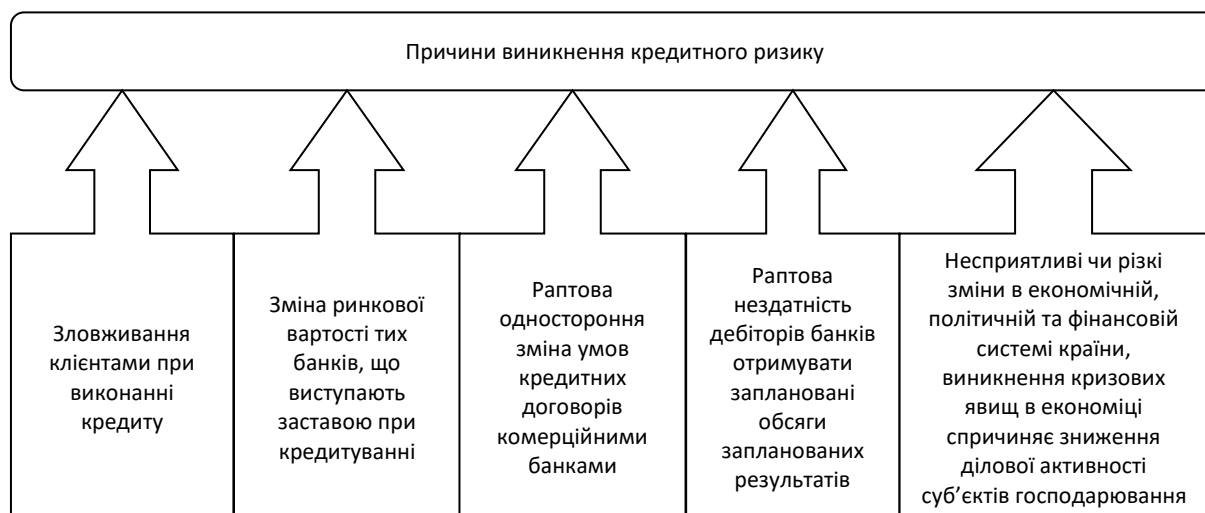 Причини виникнення кредитного ризику
Зловживання
клієнтами при
виконанні
кредиту
Зміна ринкової
вартості тих
банків, що
виступають
заставою при
кредитуванні
Раптова
одностороння
зміна умов
кредитних
договорів
комерційними
банками
Раптова
нездатність
дебіторів банків
отримувати
заплановані
обсяги
запланованих
результатів
Несприятливі чи різкі
зміни в економічній,
політичній та фінансовій
системі країни,
виникнення кризових
явищ в економіці
спричиняє зниження
ділової активності
суб’єктів господарювання